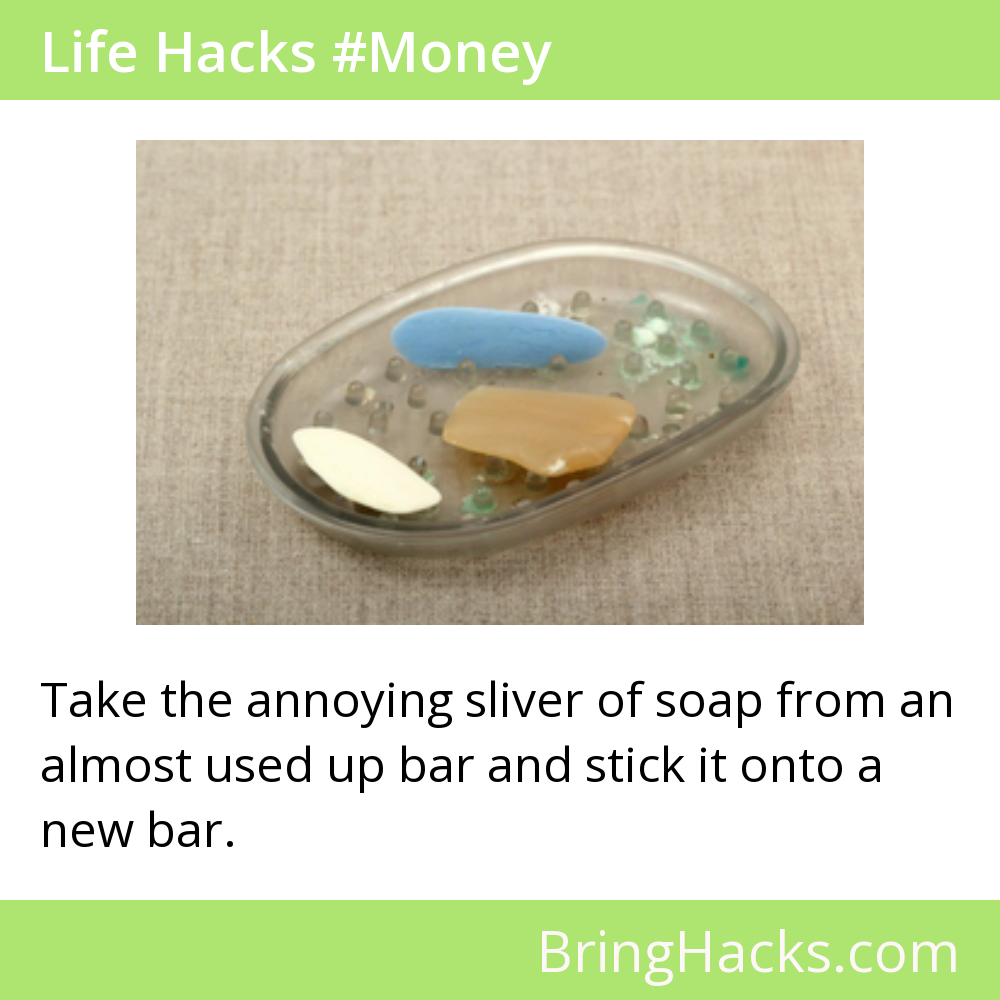 Life Hacks #Money
Take the annoying sliver of soap from an
almost used up bar and stick it onto a
new bar.
BringHacks.com